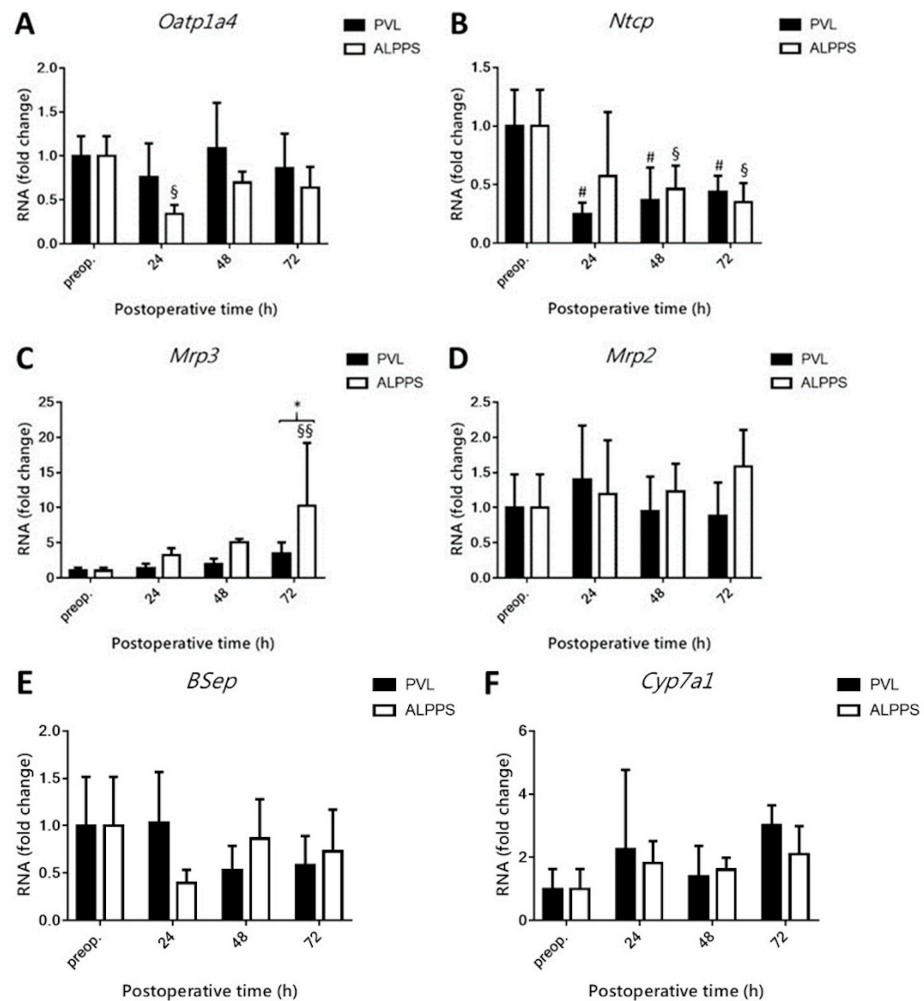 A
Oatp1a4
PVL
ALPPS
RNA (fold change)
2.0
1.5
1.0
0.5
0.0
§
preop.
24
48
72
Postoperative time (h)
B
Ntcp
PVL
ALPPS
RNA (fold change)
1.5
1.0
0.5
0.0
#
#
§
#
§
preop.
24
48
72
Postoperative time (h)
C
Mrp3
PVL
ALPPS
RNA (fold change)
25
20
15
10
5
0
*
§§
preop.
24
48
72
Postoperative time (h)
D
Mrp2
PVL
ALPPS
RNA (fold change)
2.5
2.0
1.5
1.0
0.5
0.0
preop.
24
48
72
Postoperative time (h)
E
BSep
PVL
ALPPS
RNA (fold change)
2.0
1.5
1.0
0.5
0.0
preop.
24
48
72
Postoperative time (h)
F
Cyp7a1
PVL
ALPPS
RNA (fold change)
6
4
2
0
preop.
24
48
72
Postoperative time (h)